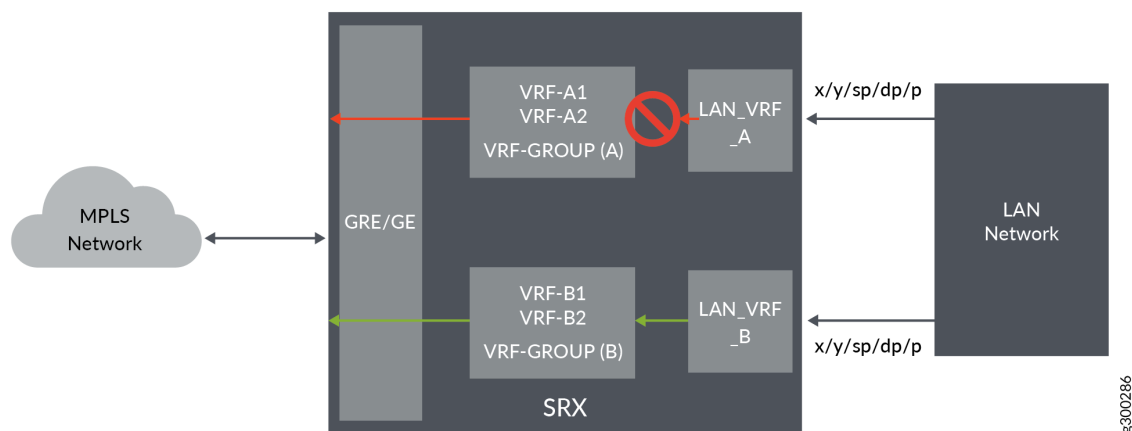 MPLS
Network
GRE/GE
VRF-A1
VRF-A2
VRF-GROUP (A)
LAN_VRF
_A
x/y/sp/dp/p
VRF-B1
VRF-B2
VRF-GROUP (B)
LAN_VRF
_B
x/y/sp/dp/p
SRX
LAN
Network
g300286